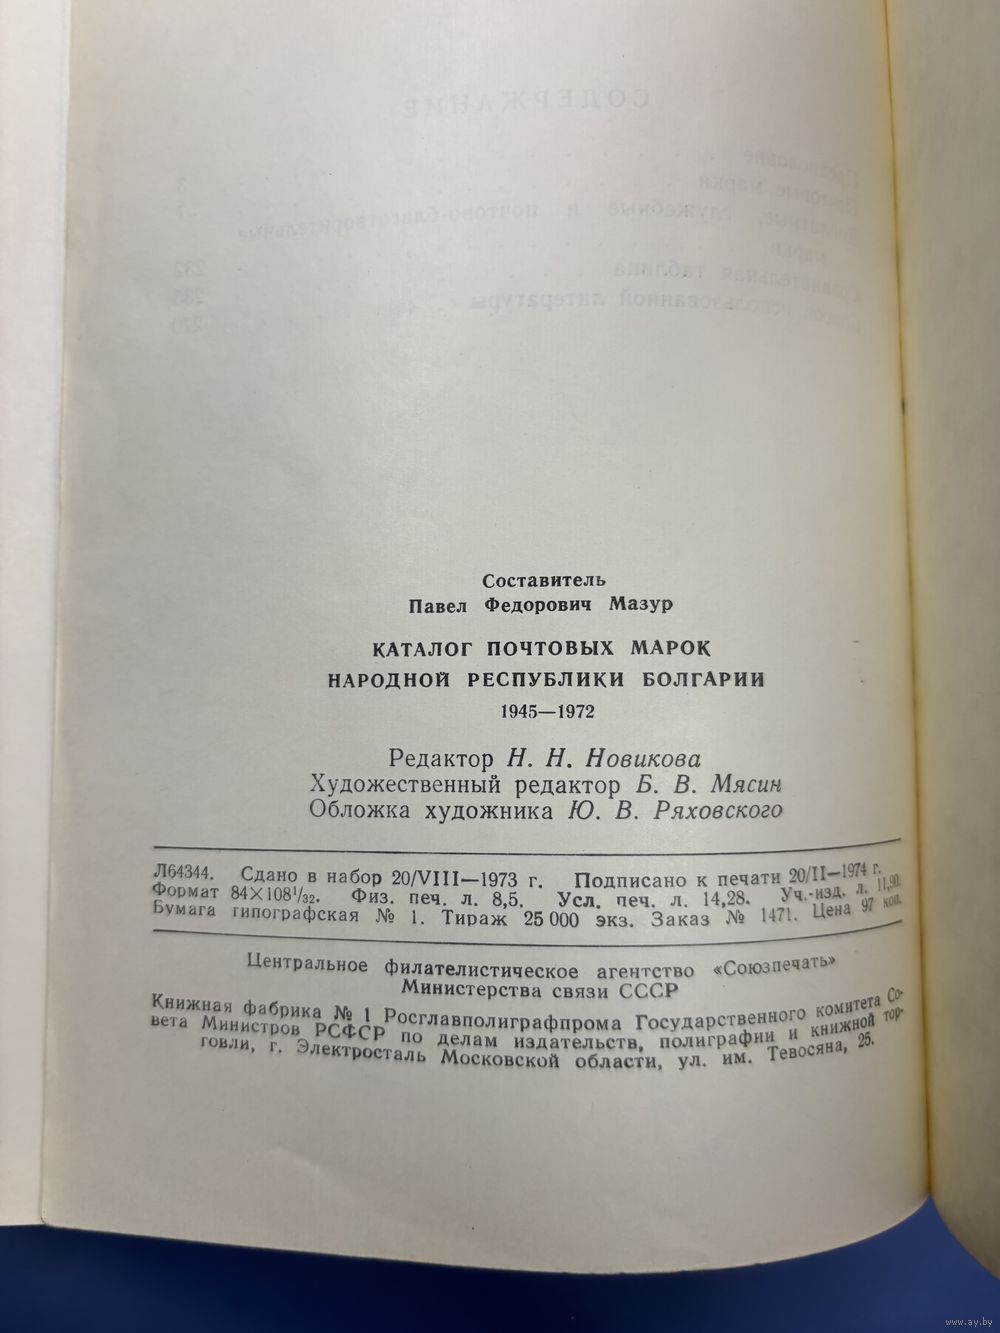 Составитель
Павел Федорович Мазур
КАТАЛОГ ПОЧТОВЫХ МАРОК
НАРОДНОЙ РЕСПУБЛИКИ БОЛГАРИИ
1945—1972
Редактор Н. Н. Новикова
Художественный редактор Б. В. Мясин
Обложка художника Ю. В. Ряховского
Л64344. Сдано в набор 20/VIII—1973 г. Подписано к печати 20/II—1974 г.
Формат 84×108¹/₃₂. Физ. печ. л. 8,5. Усл. печ. л. 14,28. Уч.-изд. л. 11,90.
Бумага типографская № 1. Тираж 25 000 экз. Заказ № 1471. Цена 97 коп.
Центральное филателистическое агентство «Союзпечать»
Министерства связи СССР
Книжная фабрика № 1 Росглавполиграфпрома Государственного комитета Со-
вета Министров РСФСР по делам издательств, полиграфии и книжной тор-
говли, г. Электросталь Московской области, ул. им. Тевосяна, 25.
www.ay.by